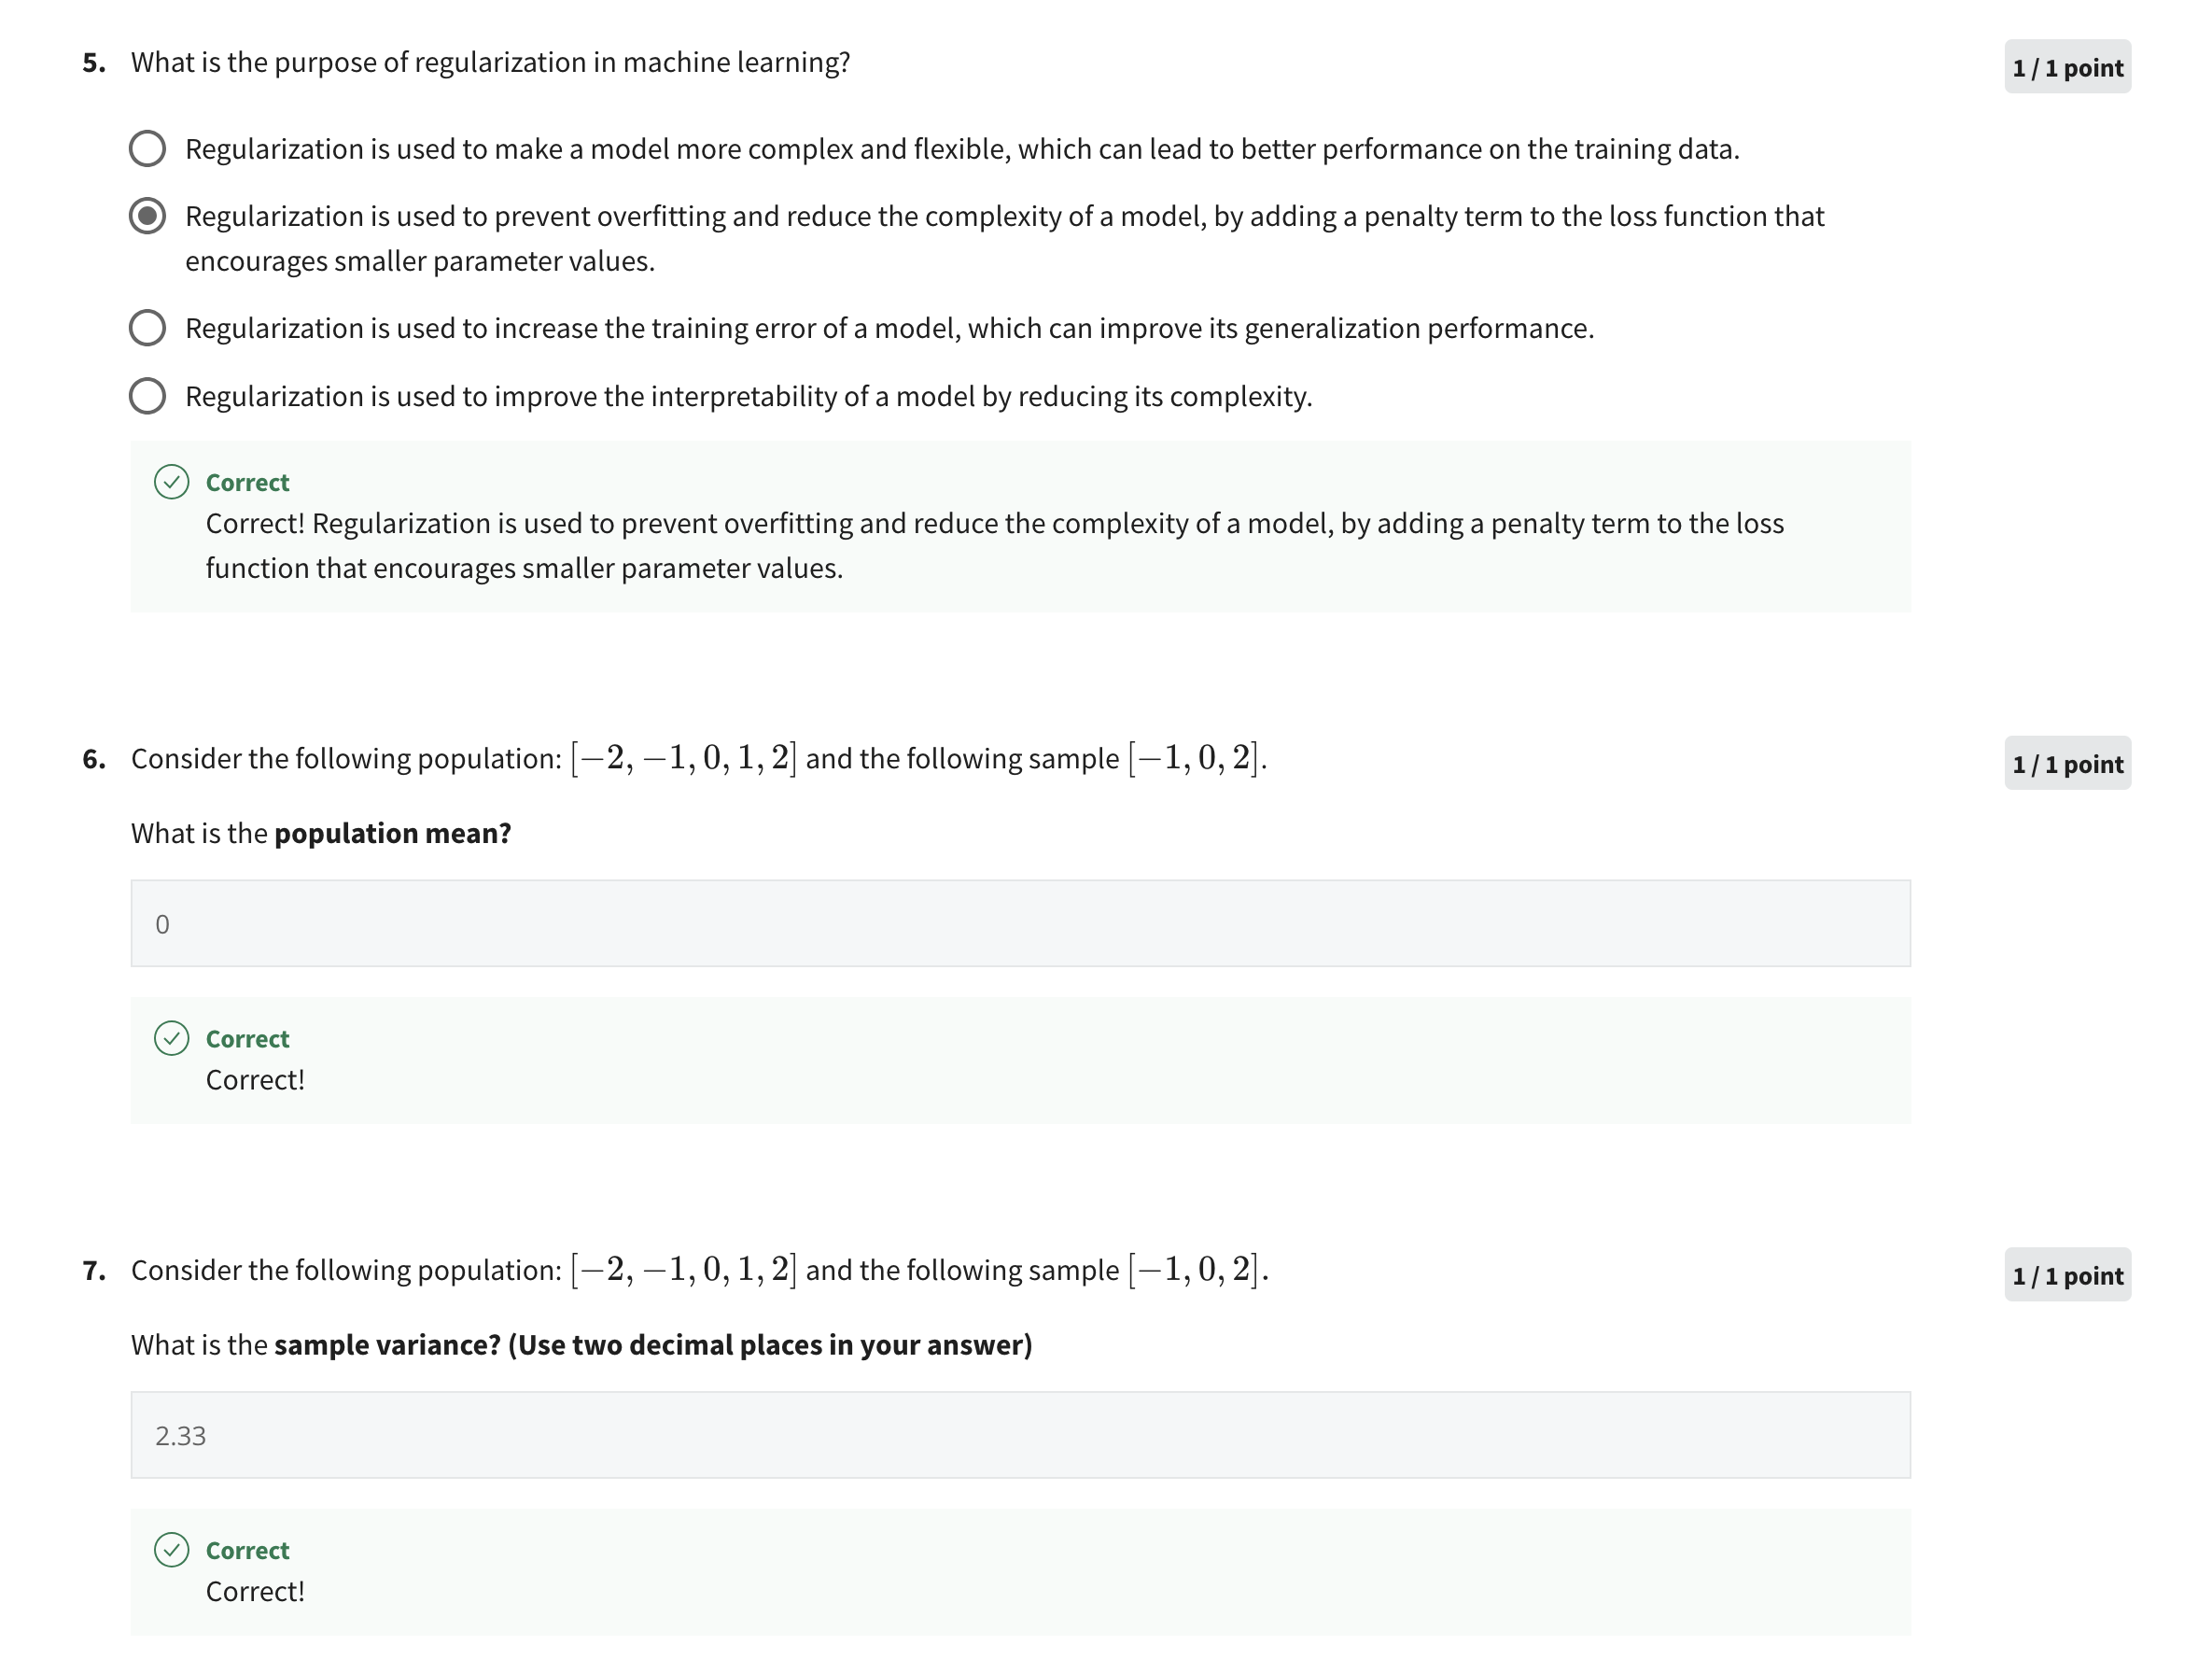 5. What is the purpose of regularization in machine learning?
1 / 1 point
Regularization is used to make a model more complex and flexible, which can lead to better performance on the training data.
Regularization is used to prevent overfitting and reduce the complexity of a model, by adding a penalty term to the loss function that
encourages smaller parameter values.
Regularization is used to increase the training error of a model, which can improve its generalization performance.
Regularization is used to improve the interpretability of a model by reducing its complexity.
Correct
Correct! Regularization is used to prevent overfitting and reduce the complexity of a model, by adding a penalty term to the loss
function that encourages smaller parameter values.
6. Consider the following population: [−2, −1, 0, 1, 2] and the following sample [−1, 0, 2].
1 / 1 point
What is the population mean?
0
Correct
Correct!
7. Consider the following population: [−2, −1, 0, 1, 2] and the following sample [−1, 0, 2].
1 / 1 point
What is the sample variance? (Use two decimal places in your answer)
2.33
Correct
Correct!